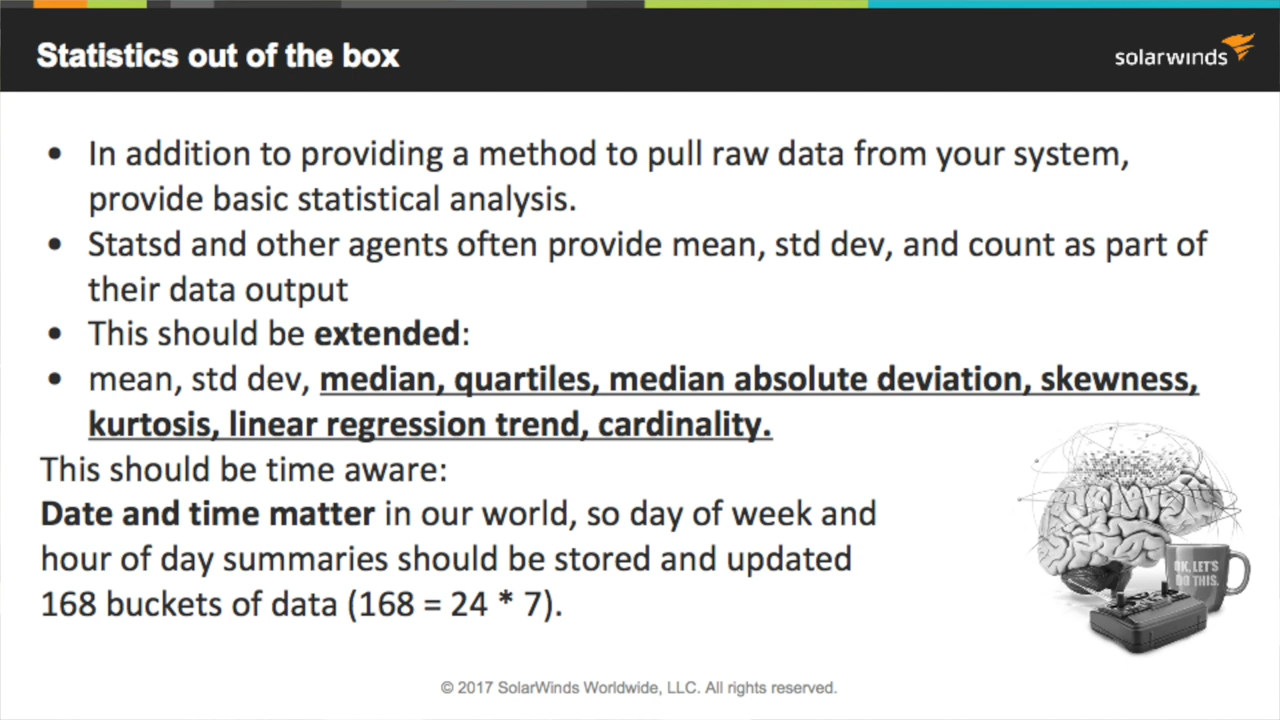 Statistics out of the box
solarwinds
• In addition to providing a method to pull raw data from your system,
provide basic statistical analysis.
• Statsd and other agents often provide mean, std dev, and count as part of
their data output
• This should be extended:
• mean, std dev, median, quartiles, median absolute deviation, skewness,
kurtosis, linear regression trend, cardinality.
This should be time aware:
Date and time matter in our world, so day of week and
hour of day summaries should be stored and updated
168 buckets of data (168 = 24 * 7).
OK, LET'S
DO THIS.
© 2017 SolarWinds Worldwide, LLC. All rights reserved.